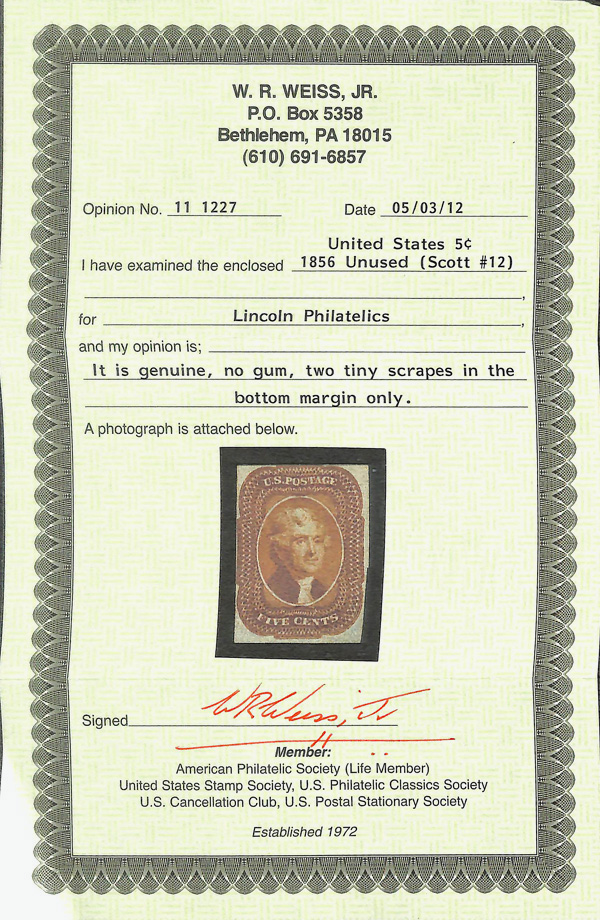 W. R. WEISS, JR.
P.O. Box 5358
Bethlehem, PA 18015
(610) 691-6857
Opinion No. 11 1227 Date 05/03/12
United States 5¢
I have examined the enclosed 1856 Unused (Scott #12)
,
for Lincoln Philatelics,
and my opinion is;
It is genuine, no gum, two tiny scrapes in the
bottom margin only.
A photograph is attached below.
U.S. POSTAGE
FIVE CENTS
Signed WRWeiss, Jr
Member:
American Philatelic Society (Life Member)
United States Stamp Society, U.S. Philatelic Classics Society
U.S. Cancellation Club, U.S. Postal Stationary Society
Established 1972